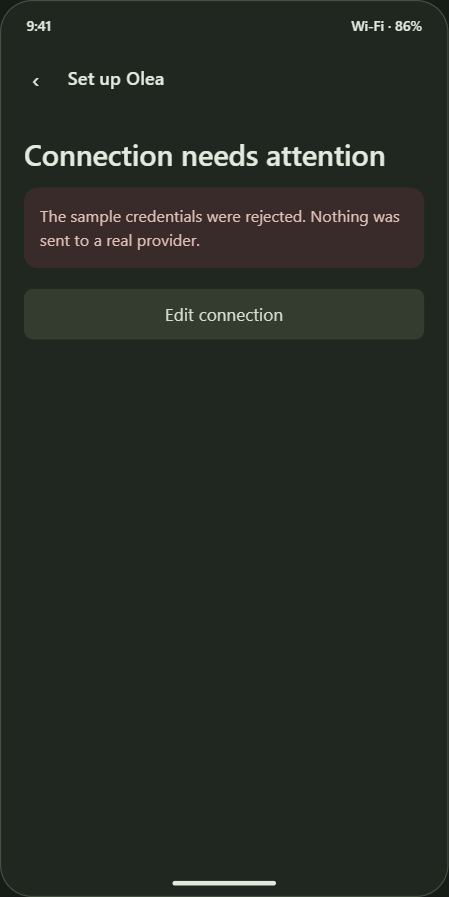 9:41
Wi-Fi · 86%
‹
Set up Olea
Connection needs attention
The sample credentials were rejected. Nothing was
sent to a real provider.
Edit connection